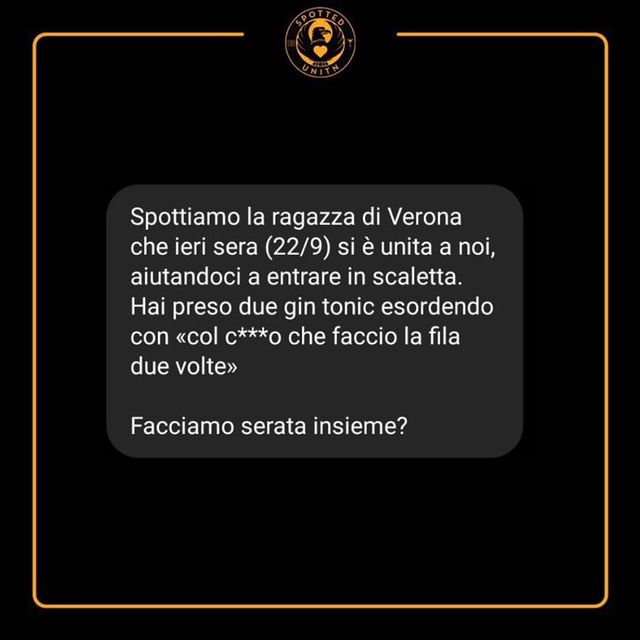 SPOTTED
UNITN
Spottiamo la ragazza di Verona
che ieri sera (22/9) si è unita a noi,
aiutandoci a entrare in scaletta.
Hai preso due gin tonic esordendo
con «col c***o che faccio la fila
due volte»
Facciamo serata insieme?